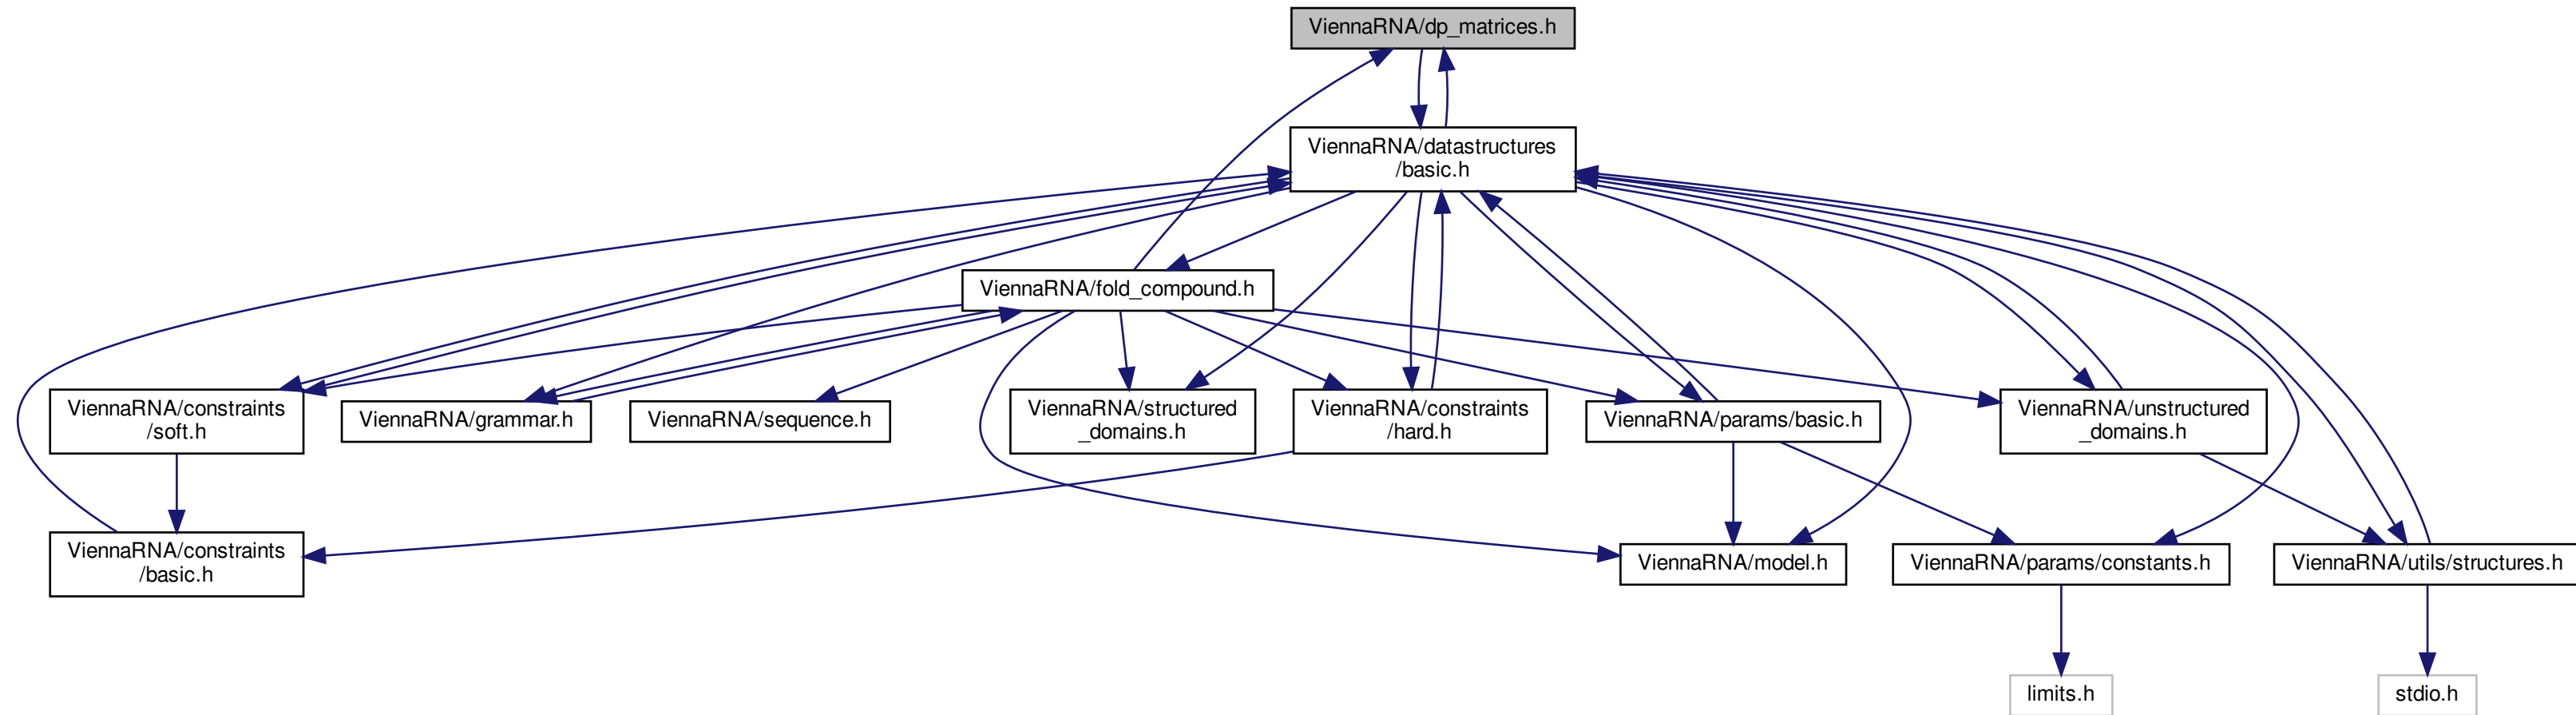 ViennaRNA/dp_matrices.h
ViennaRNA/datastructures
/basic.h
ViennaRNA/fold_compound.h
ViennaRNA/constraints
/soft.h
ViennaRNA/grammar.h
ViennaRNA/sequence.h
ViennaRNA/structured
_domains.h
ViennaRNA/constraints
/hard.h
ViennaRNA/params/basic.h
ViennaRNA/unstructured
_domains.h
ViennaRNA/constraints
/basic.h
ViennaRNA/model.h
ViennaRNA/params/constants.h
ViennaRNA/utils/structures.h
limits.h
stdio.h